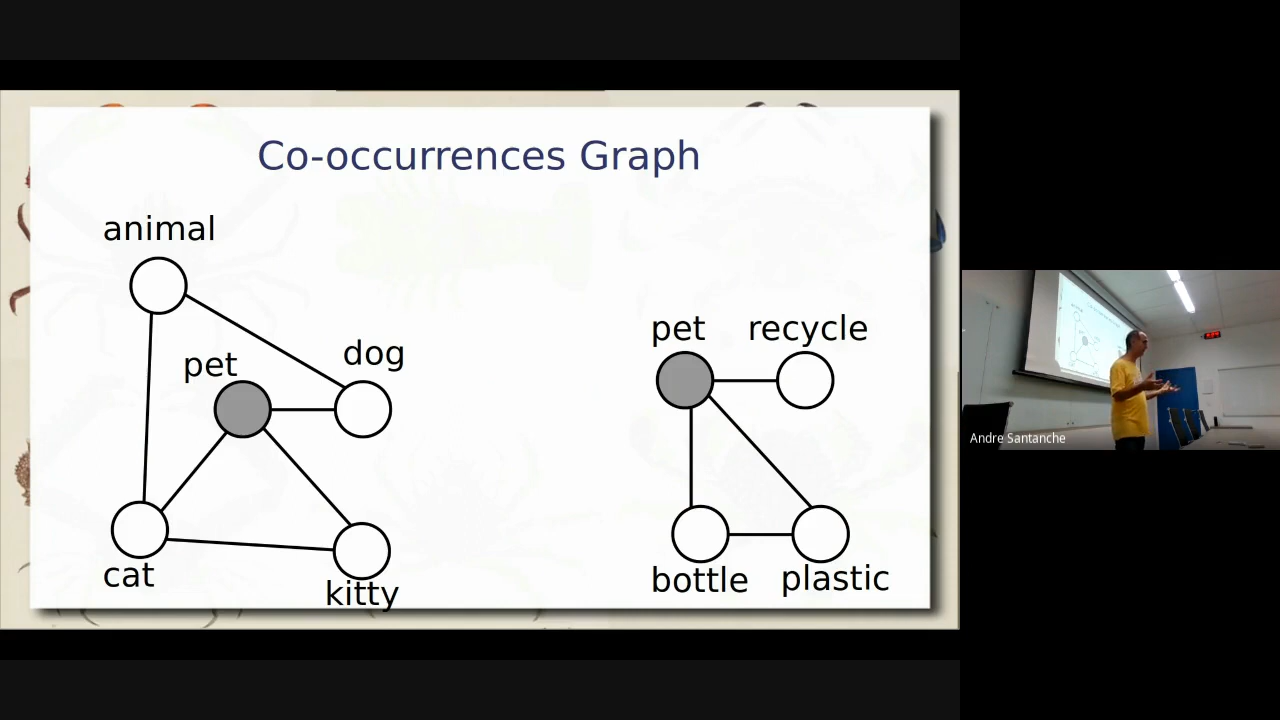 Co-occurrences Graph
animal
pet
dog
cat
kitty
pet
recycle
bottle
plastic
Andre Santanche